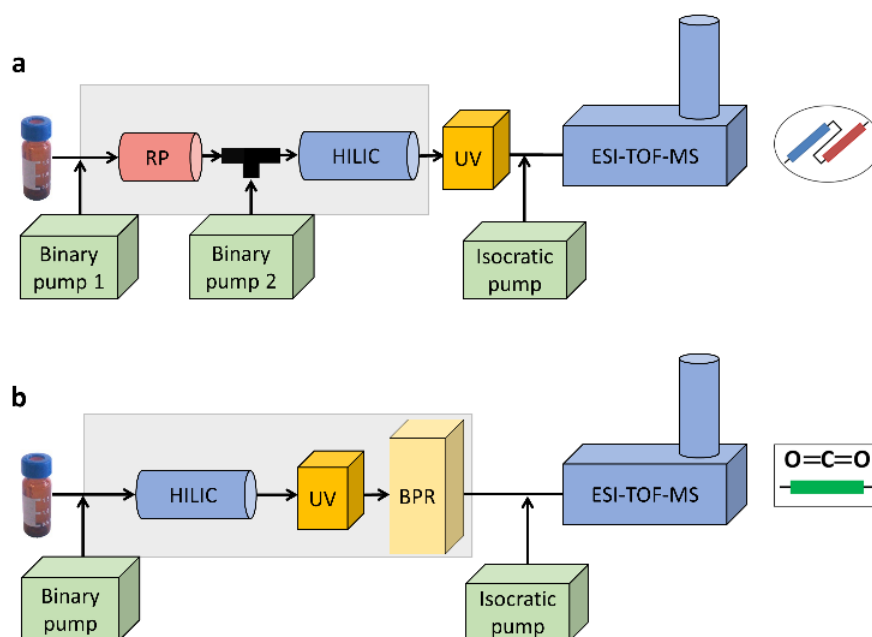 a
RP
HILIC
UV
ESI-TOF-MS
Binary
pump 1
Binary
pump 2
Isocratic
pump
b
HILIC
UV
BPR
ESI-TOF-MS
O=C=O
Binary
pump
Isocratic
pump